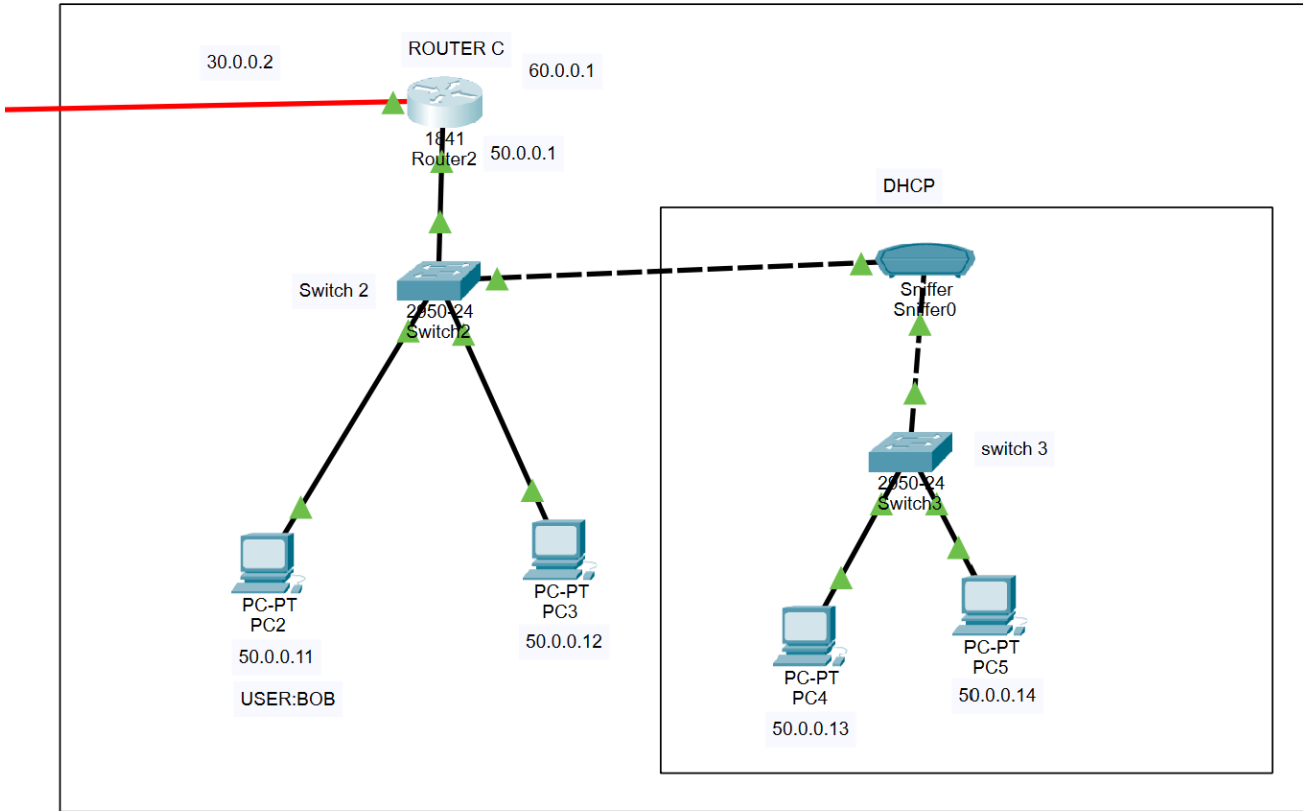 ROUTER C
30.0.0.2
60.0.0.1
1841
Router2
50.0.0.1
DHCP
Sniffer
Sniffer0
Switch 2
2950-24
Switch2
switch 3
2950-24
Switch3
PC-PT
PC3
50.0.0.12
PC-PT
PC2
50.0.0.11
USER:BOB
PC-PT
PC5
50.0.0.14
PC-PT
PC4
50.0.0.13